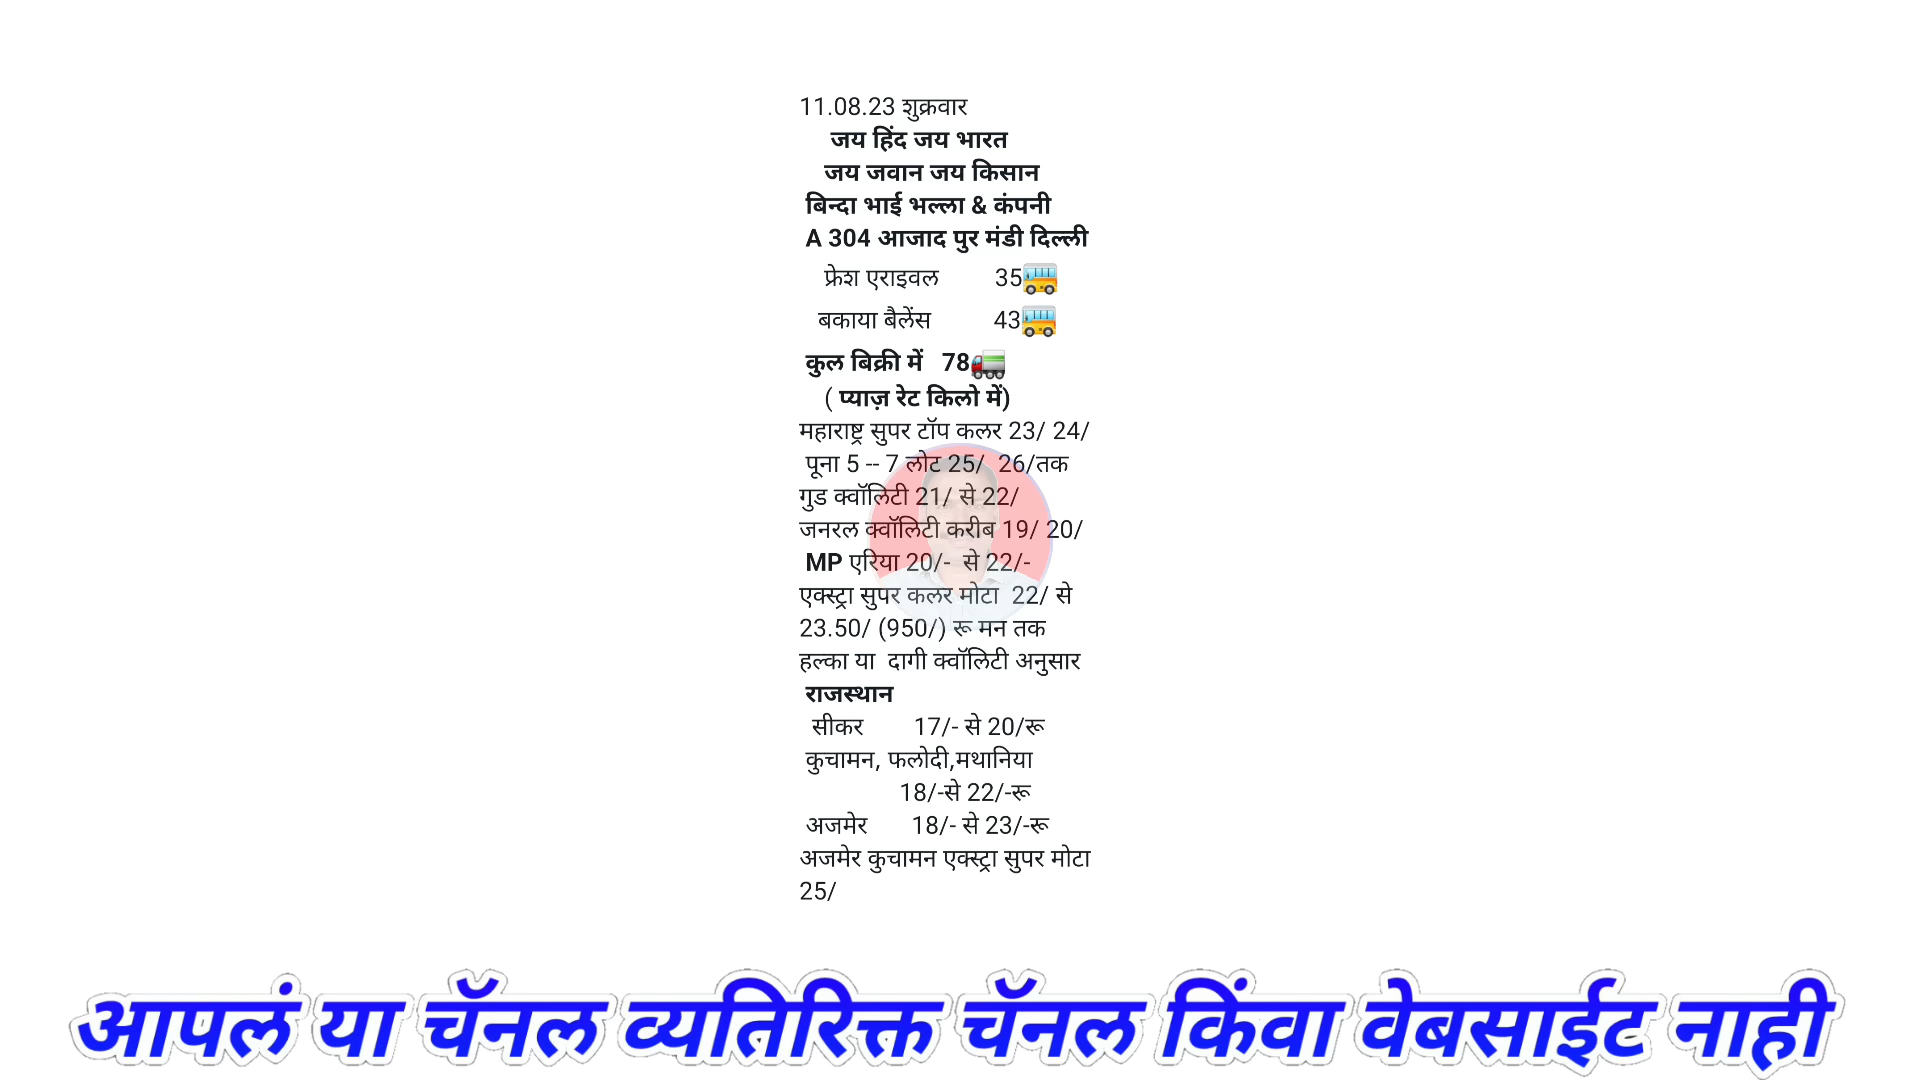 11.08.23 शुक्रवार
जय हिंद जय भारत
जय जवान जय किसान
बिन्दा भाई भल्ला & कंपनी
A 304 आजाद पुर मंडी दिल्ली
फ्रेश एराइवल 35🚌
बकाया बैलेंस 43🚌
कुल बिक्री में 78🚛
( प्याज़ रेट किलो में)
महाराष्ट्र सुपर टॉप कलर 23/ 24/
पूना 5 -- 7 लोट 25/ 26/तक
गुड क्वॉलिटी 21/ से 22/
जनरल क्वॉलिटी करीब 19/ 20/
MP एरिया 20/- से 22/-
एक्स्ट्रा सुपर कलर मोटा 22/ से
23.50/ (950/) रू मन तक
हल्का या दागी क्वॉलिटी अनुसार
राजस्थान
सीकर 17/- से 20/रू
कुचामन, फलोदी,मथानिया
18/-से 22/-रू
अजमेर 18/- से 23/-रू
अजमेर कुचामन एक्स्ट्रा सुपर मोटा
25/
आपलं या चॅनल व्यतिरिक्त चॅनल किंवा वेबसाईट नाही